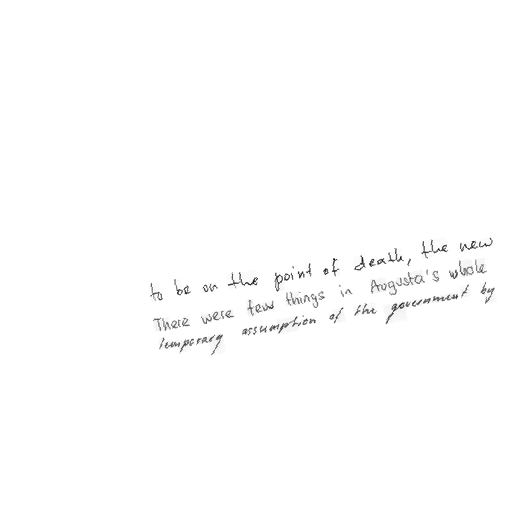 to be on the point of death, the new
There were few things in Augusta's whole
temporary assumption of the government by